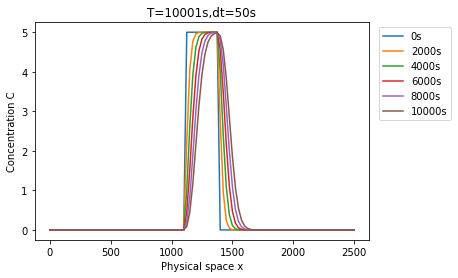 T=10001s,dt=50s
Concentration C
5
4
3
2
1
0
0 500 1000 1500 2000 2500
Physical space x
0s
2000s
4000s
6000s
8000s
10000s